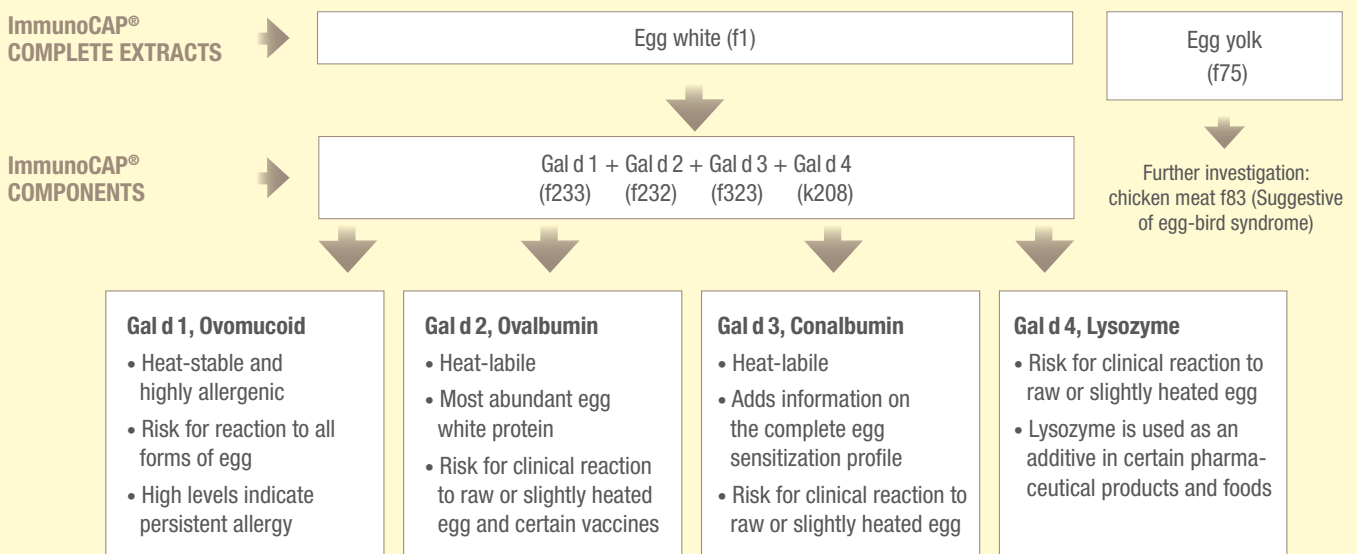 ImmunoCAP®
COMPLETE EXTRACTS
Egg white (f1)
Egg yolk
(f75)
ImmunoCAP®
COMPONENTS
Gal d 1 + Gal d 2 + Gal d 3 + Gal d 4
(f233) (f232) (f323) (k208)
Further investigation:
chicken meat f83 (Suggestive
of egg-bird syndrome)
Gal d 1, Ovomucoid
• Heat-stable and
highly allergenic
• Risk for reaction to all
forms of egg
• High levels indicate
persistent allergy
Gal d 2, Ovalbumin
• Heat-labile
• Most abundant egg
white protein
• Risk for clinical reaction
to raw or slightly heated
egg and certain vaccines
Gal d 3, Conalbumin
• Heat-labile
• Adds information on
the complete egg
sensitization profile
• Risk for clinical reaction to
raw or slightly heated egg
Gal d 4, Lysozyme
• Risk for clinical reaction to
raw or slightly heated egg
• Lysozyme is used as an
additive in certain pharma-
ceutical products and foods